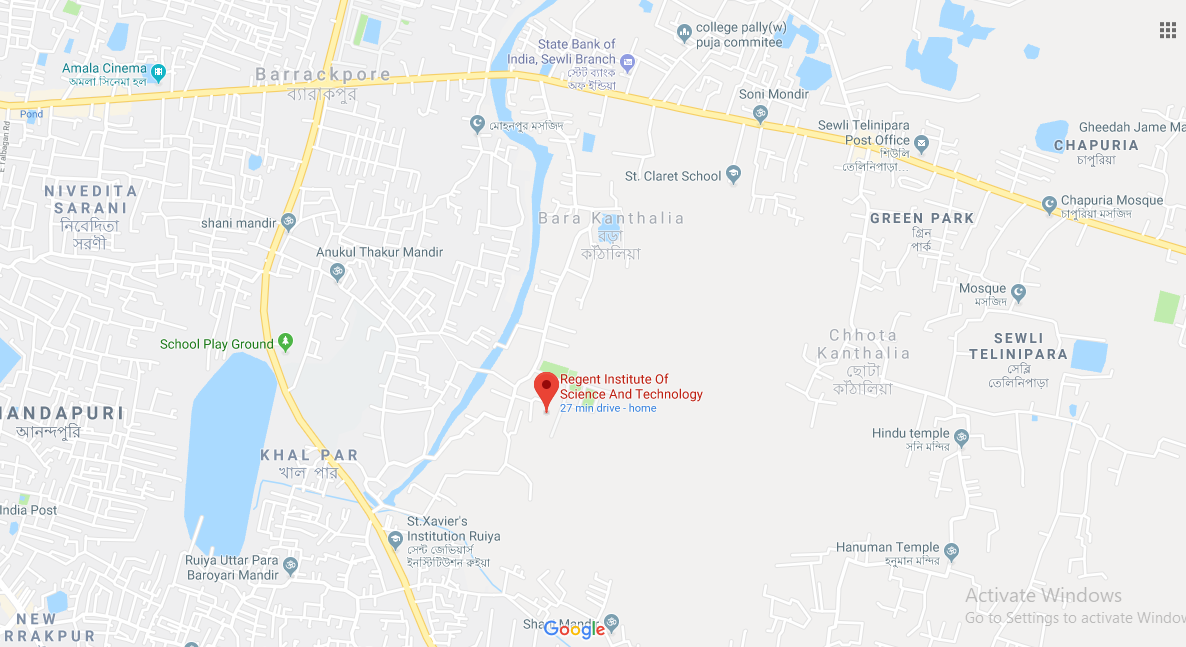 college pally(w)
puja commitee
State Bank of
India, Sewli Branch
স্টেট ব্যাংক
অফ ইন্ডিয়া
Amala Cinema
অমলা সিনেমা হল
Barrackpore
ব্যারাকপুর
Pond
E Talbagan Rd
মোহনপুর মসজিদ
Soni Mondir
Sewli Telinipara
Post Office
শিউলি
তেলিনিপাড়া...
Gheedah Jame Ma
CHAPURIA
চাপুরিয়া
St. Claret School
NIVEDITA
SARANI
নিবেদিতা
সরণী
shani mandir
Bara Kanthalia
বড়া
কাঁঠালিয়া
Chapuria Mosque
চাপুরিয়া মসজিদ
GREEN PARK
গ্রিন
পার্ক
Anukul Thakur Mandir
Mosque
মসজিদ
School Play Ground
Chhota
Kanthalia
ছোটা
কাঁঠালিয়া
SEWLI
TELINIPARA
সেব্লি
তেলিনিপাড়া
Regent Institute Of
Science And Technology
27 min drive - home
NANDAPURI
আনন্দপুরি
KHAL PAR
খাল পার
Hindu temple
সনি মন্দির
India Post
St.Xavier's
Institution Ruiya
সেন্ট জেভিয়ার্স
ইনস্টিটিউশন রুইয়া
Ruiya Uttar Para
Baroyari Mandir
Hanuman Temple
হনুমান মন্দির
Activate Windows
Go to Settings to activate Window
NEW
RRAKPUR
Google